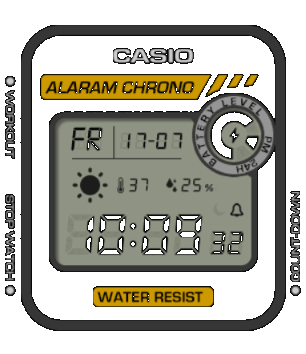 CASIO
ALARAM CHRONO
BATTERY LEVEL
PM 24H
WORKOUT
STOP WATCH
COUNT-DOWN
FR 17-07
37 25%
10:09 32
WATER RESIST